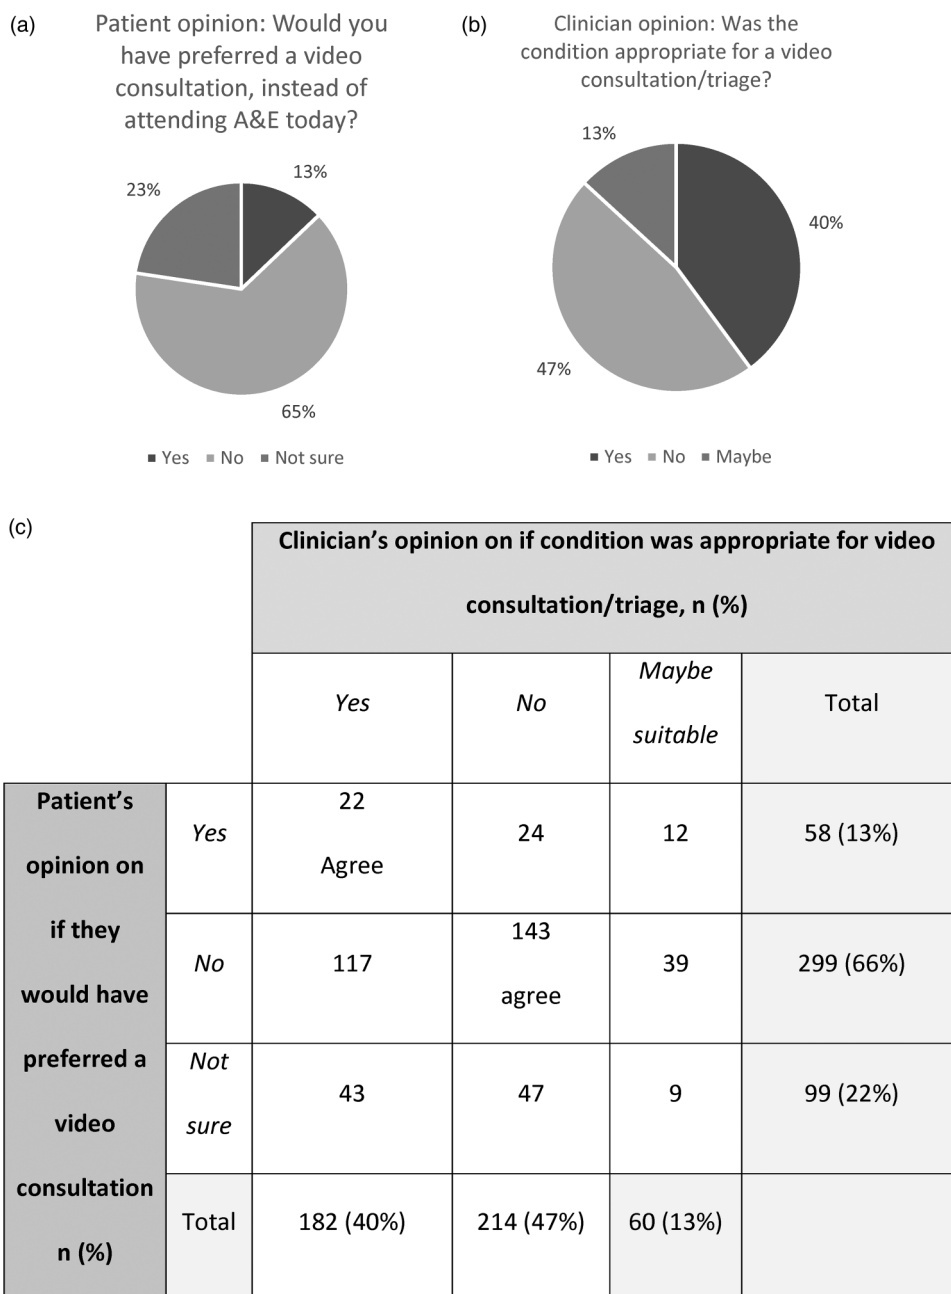 (a)
Patient opinion: Would you
have preferred a video
consultation, instead of
attending A&E today?
13%
23%
65%
Yes No Not sure
(b)
Clinician opinion: Was the
condition appropriate for a video
consultation/triage?
13%
40%
47%
Yes No Maybe
(c)
Clinician's opinion on if condition was appropriate for video
consultation/triage, n (%)
Yes No Maybe suitable Total
Patient's
opinion on
if they
would have
preferred a
video
consultation
n (%)
Yes 22 Agree 24 12 58 (13%)
No 117 143 agree 39 299 (66%)
Not sure 43 47 9 99 (22%)
Total 182 (40%) 214 (47%) 60 (13%)